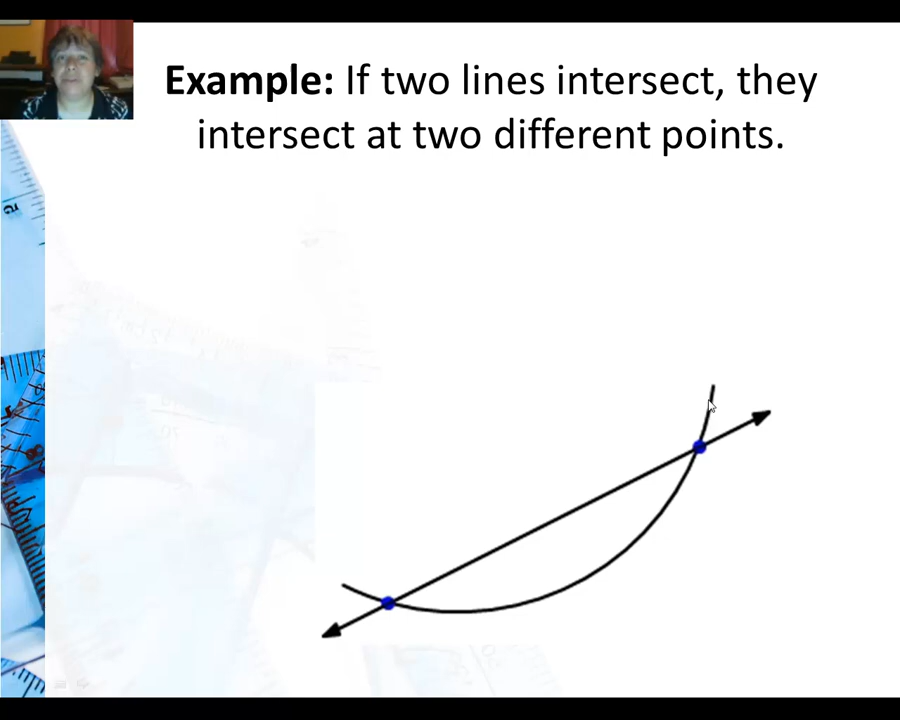 Example: If two lines intersect, they
intersect at two different points.